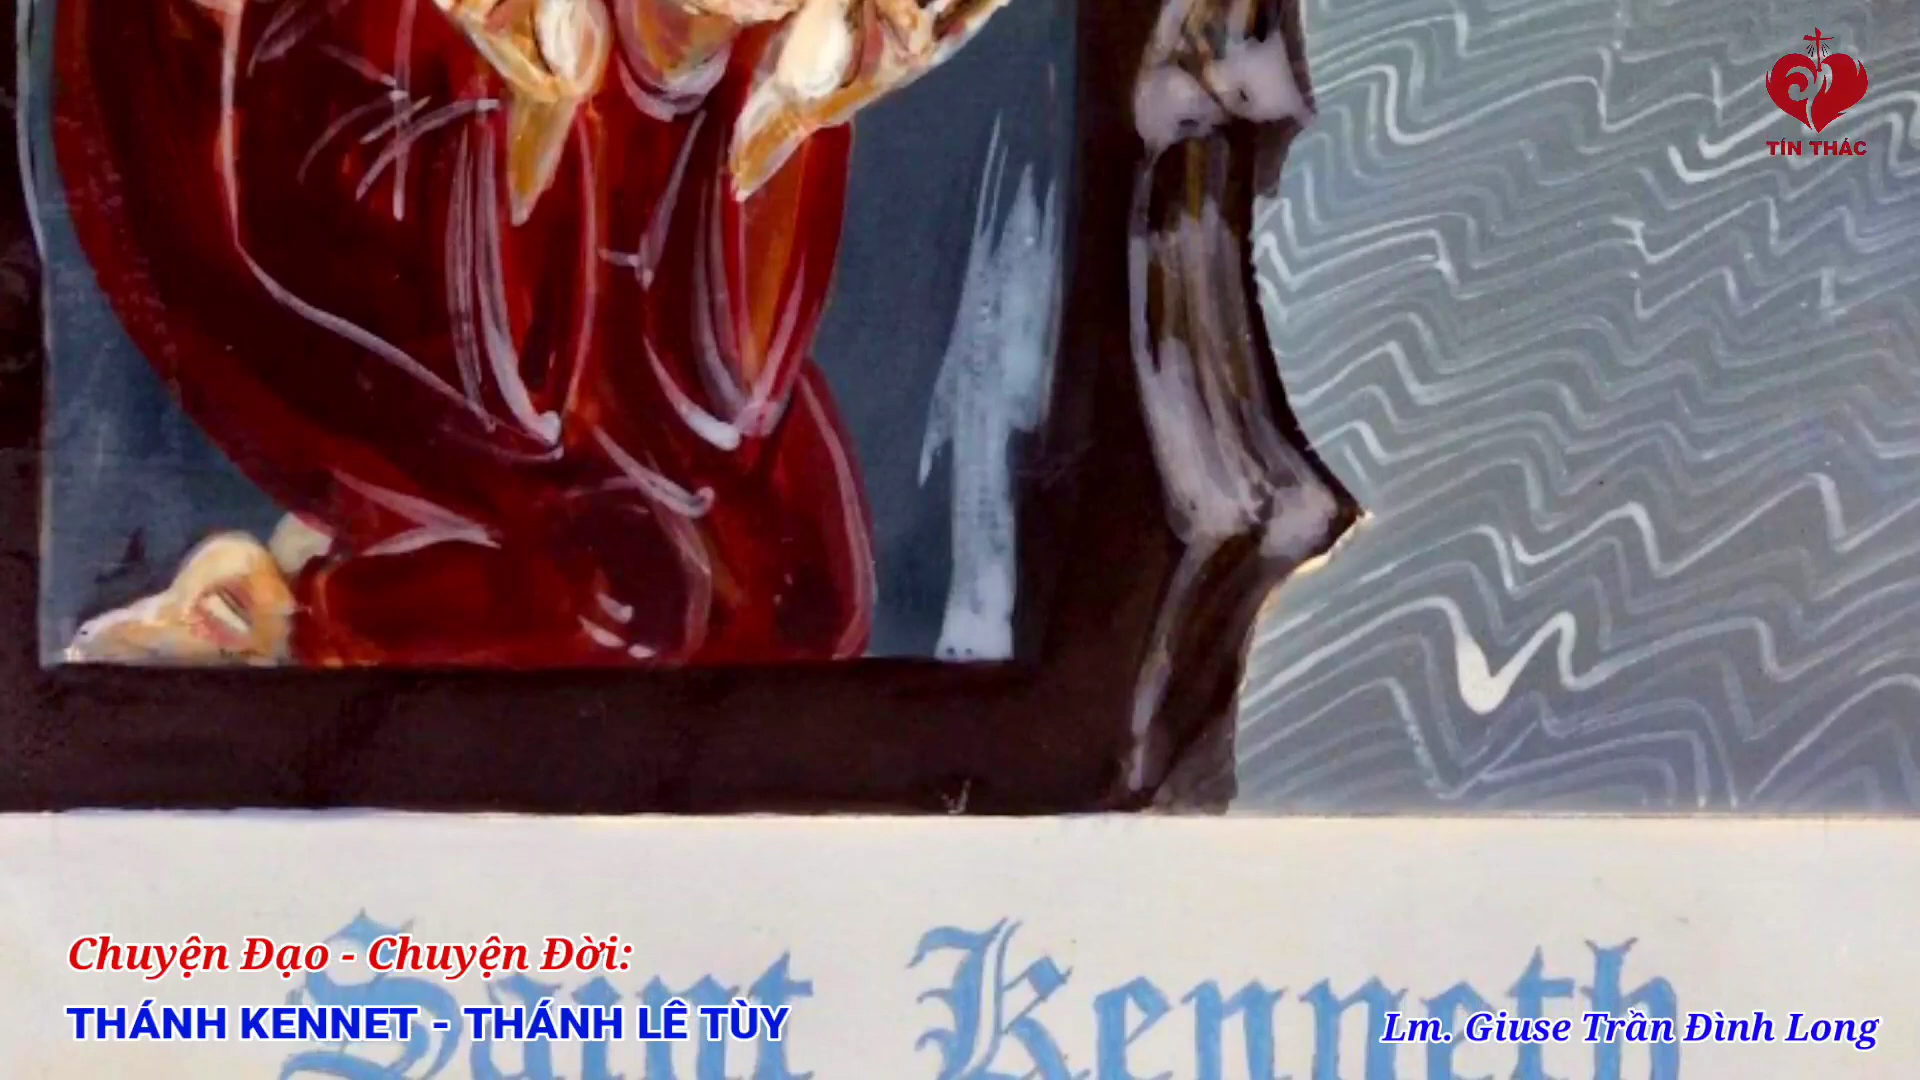 TÍN THÁC
Saint Kenneth
Chuyện Đạo - Chuyện Đời:
THÁNH KENNET - THÁNH LÊ TÙY
Lm. Giuse Trần Đình Long